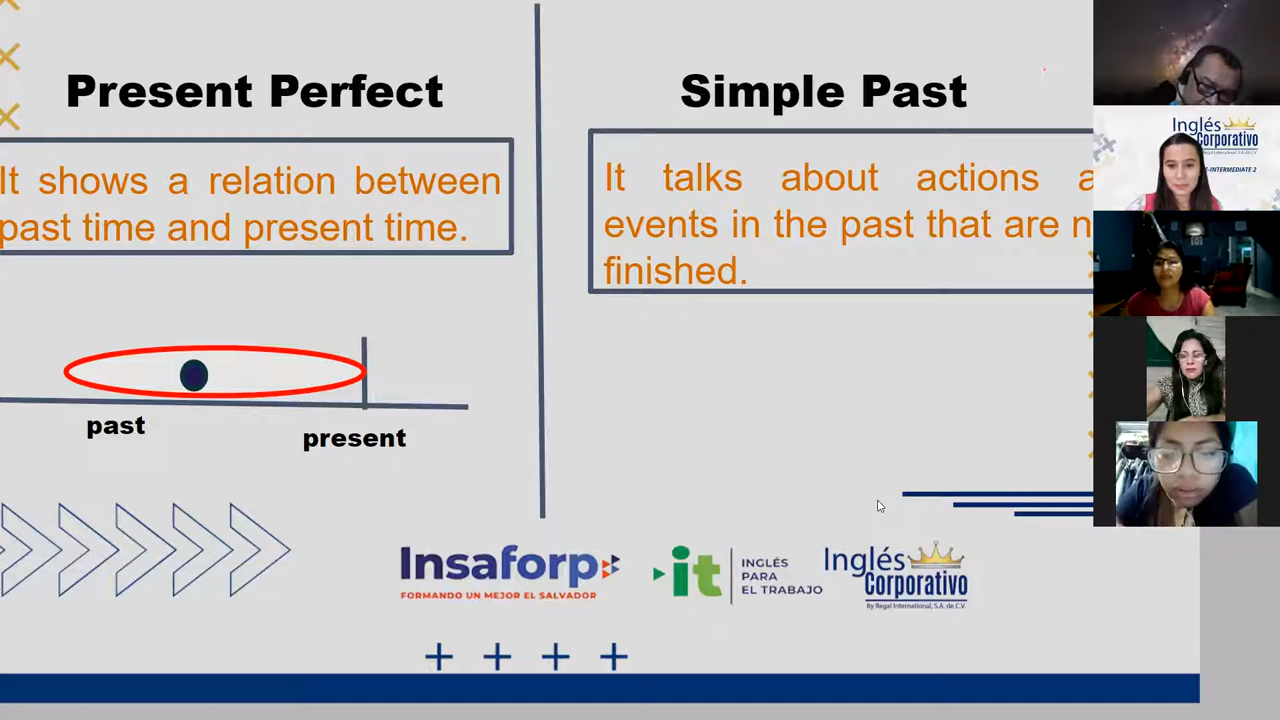 Present Perfect
It shows a relation between
past time and present time.
past
present
Simple Past
It talks about actions a
events in the past that are n
finished.
Insaforp
FORMANDO UN MEJOR EL SALVADOR
it
INGLÉS
PARA
EL TRABAJO
Inglés
Corporativo
By Regal International, S.A. de C.V.
Inglés
Corporativo
E-INTERMEDIATE 2